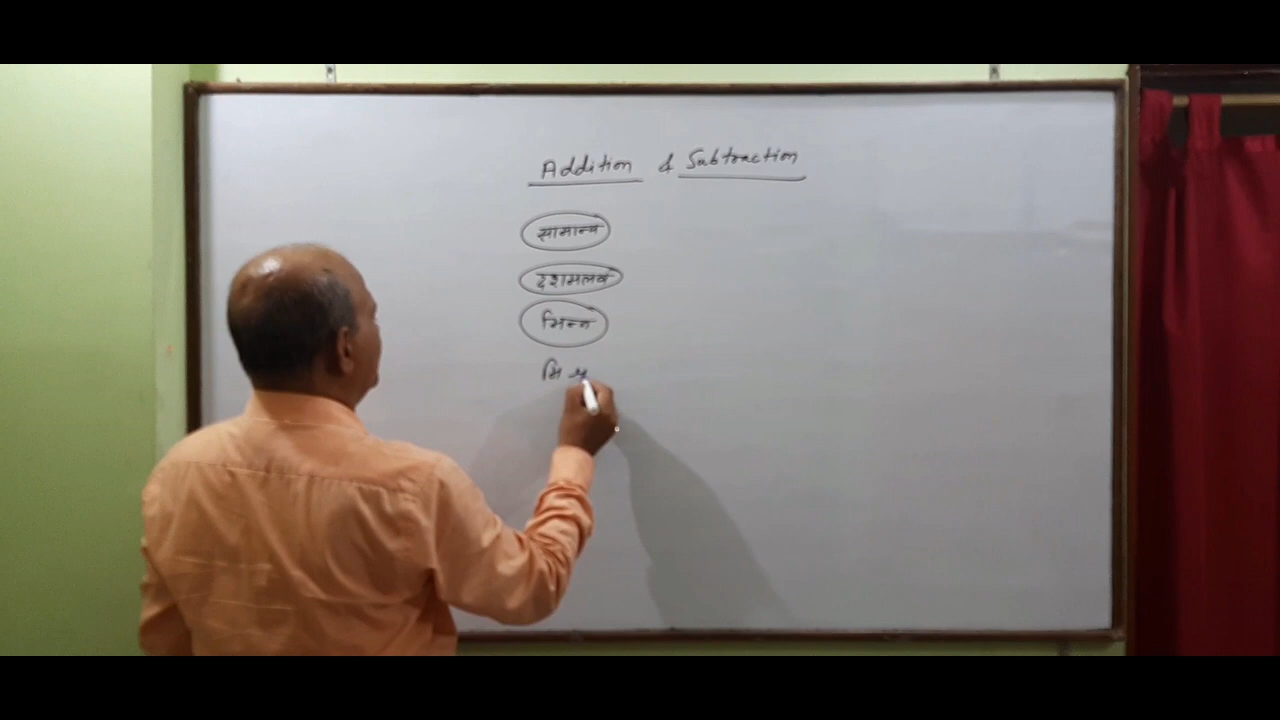 Addition & Subtraction
सामान्य
दशमलव
भिन्न
मिश्र